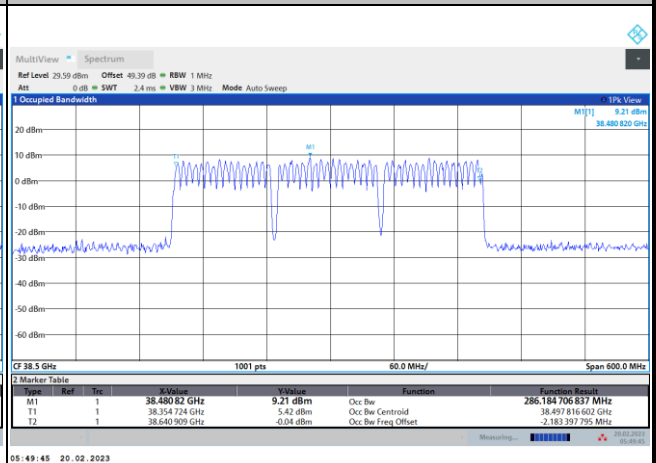 MultiView Spectrum
Ref Level 29.59 dBm Offset 49.39 dB RBW 1 MHz
Att 0 dB SWT 2.4 ms VBW 3 MHz Mode Auto Sweep
1 Occupied Bandwidth 1Pk View
M1[1] 9.21 dBm
38.480 820 GHz
20 dBm
M1
10 dBm
T1
T2
0 dBm
-10 dBm
-20 dBm
-30 dBm
-40 dBm
-50 dBm
-60 dBm
CF 38.5 GHz 1001 pts 60.0 MHz/ Span 600.0 MHz
2 Marker Table
Type Ref Trc X-Value Y-Value Function Function Result
M1 1 38.480 82 GHz 9.21 dBm Occ Bw 286.184 706 837 MHz
T1 1 38.354 724 GHz 5.42 dBm Occ Bw Centroid 38.497 816 602 GHz
T2 1 38.640 909 GHz -0.04 dBm Occ Bw Freq Offset -2.183 397 795 MHz
Measuring... 20.02.2023
05:49:45
05:49:45 20.02.2023